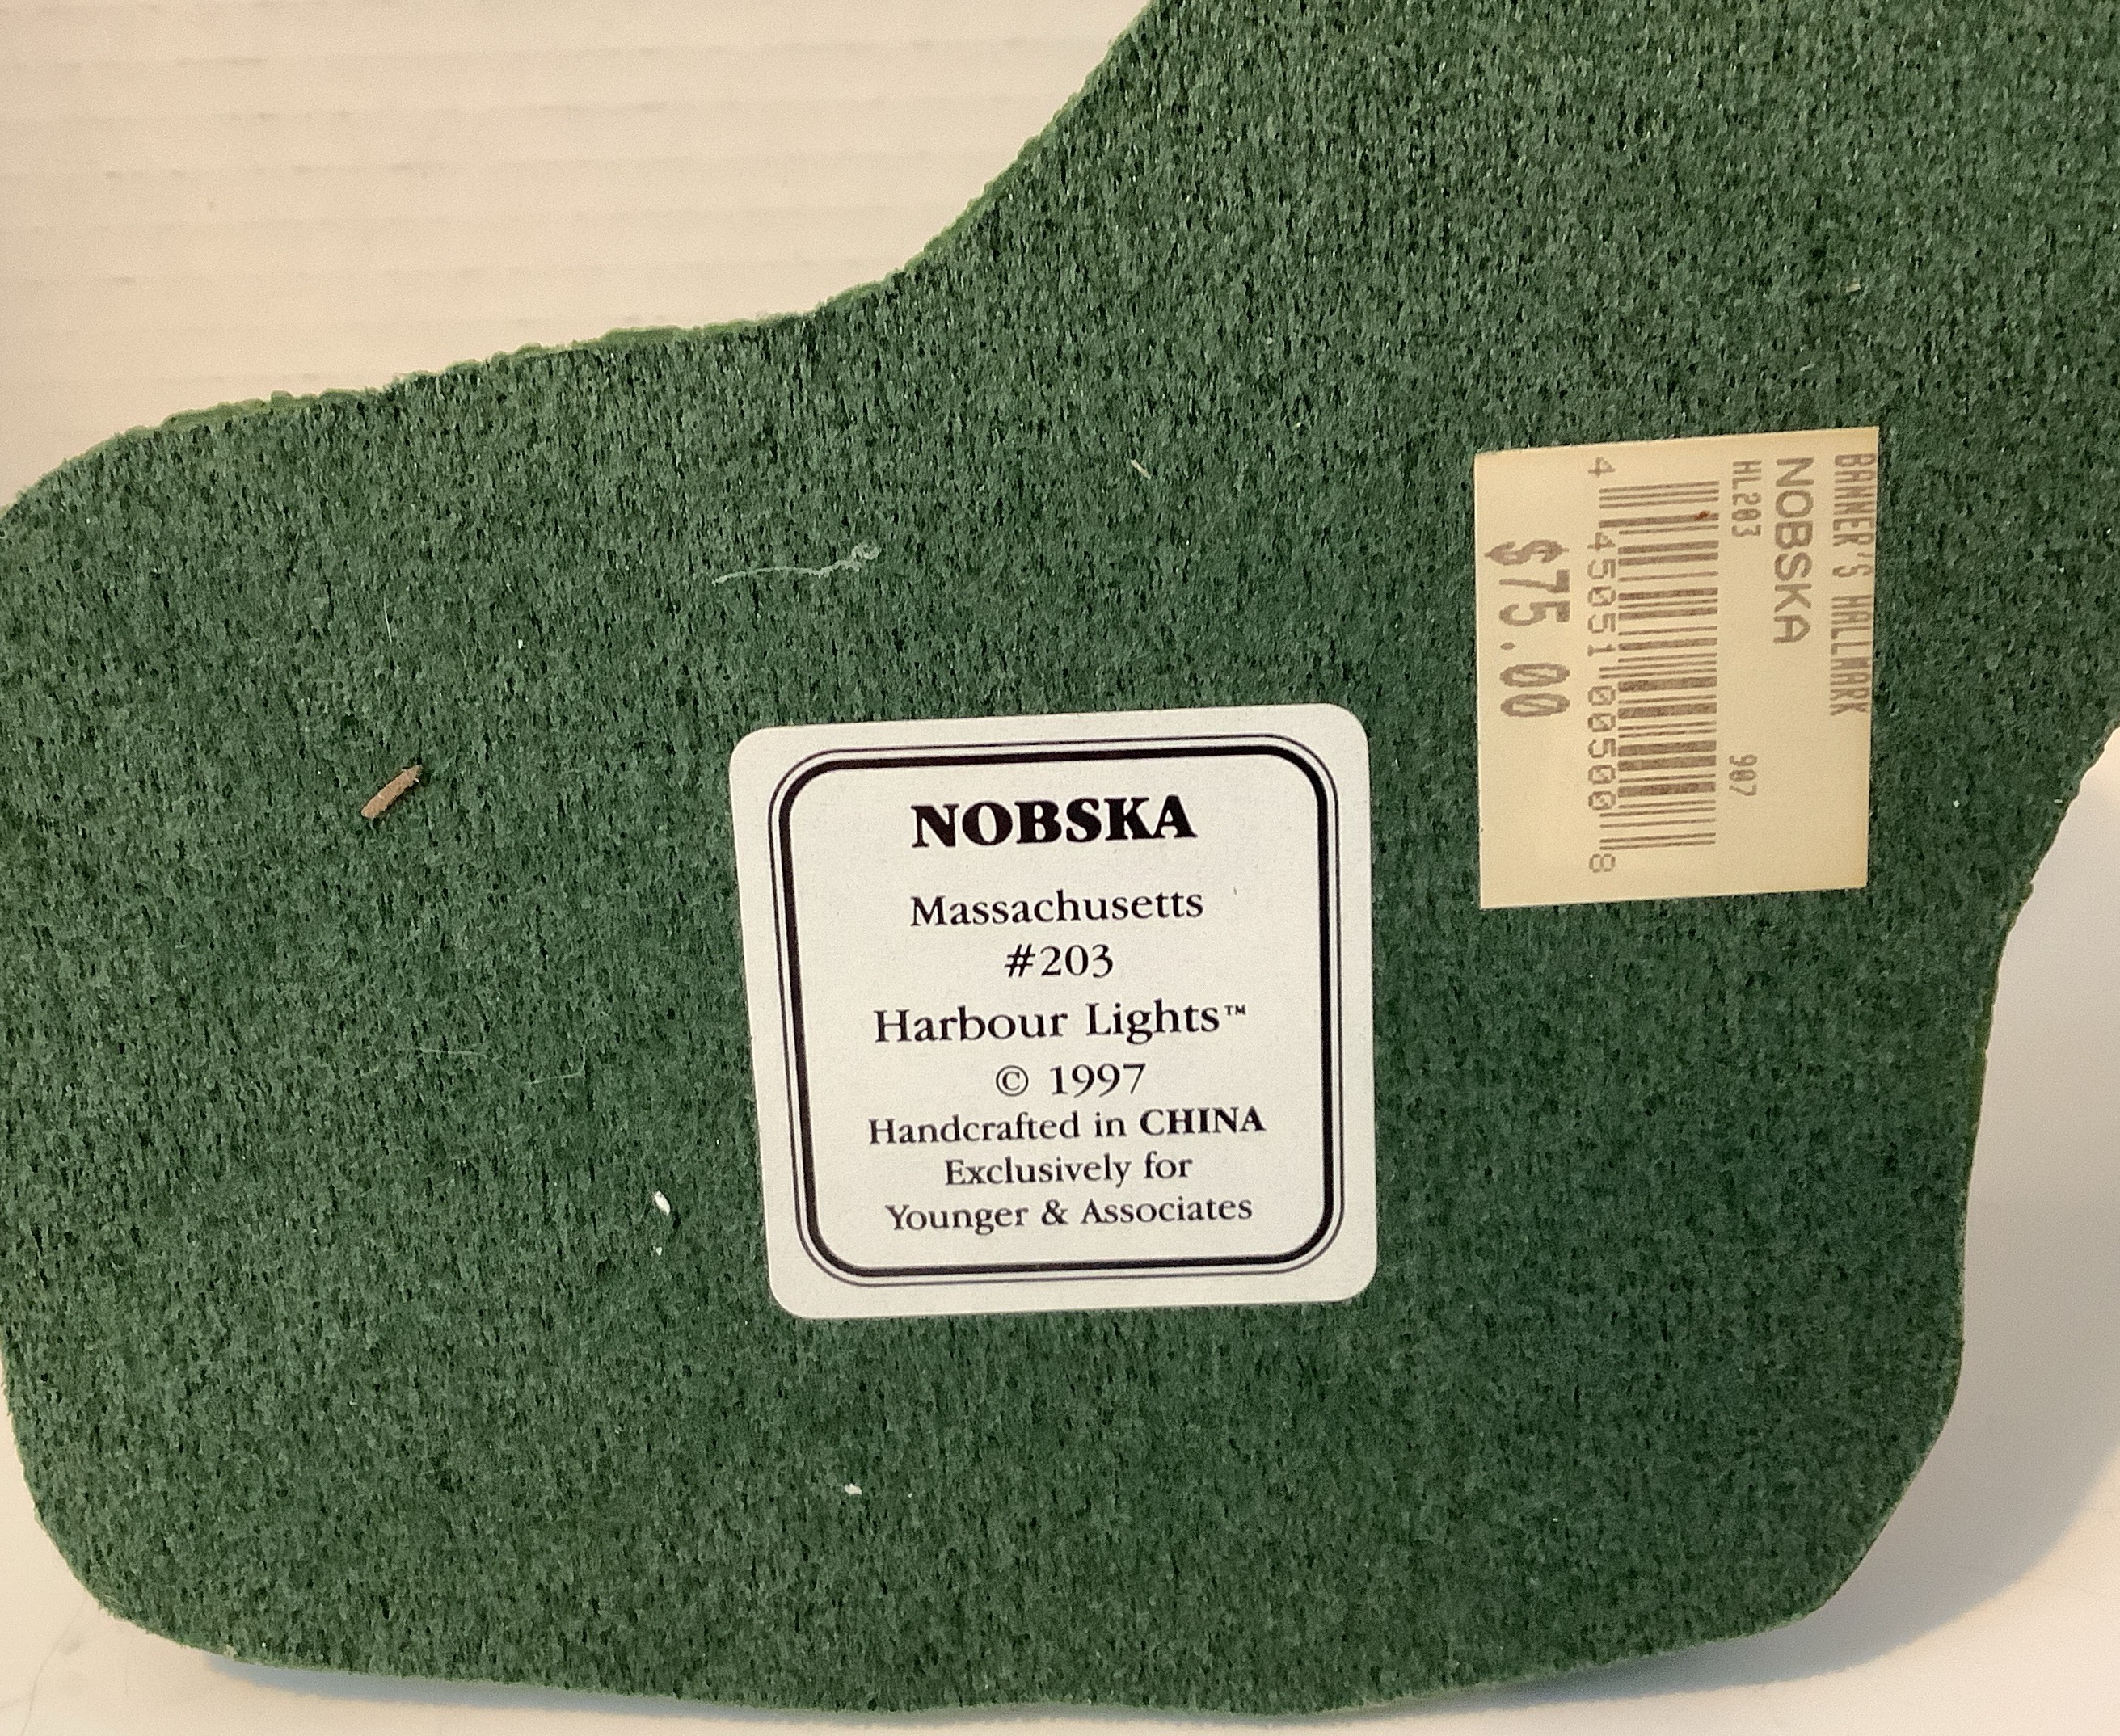 NOBSKA
Massachusetts
#203
Harbour Lights™
© 1997
Handcrafted in CHINA
Exclusively for
Younger & Associates
BANNER'S HALLMARK
NOBSKA
HL203 907
4 45051 00500 8
$75.00